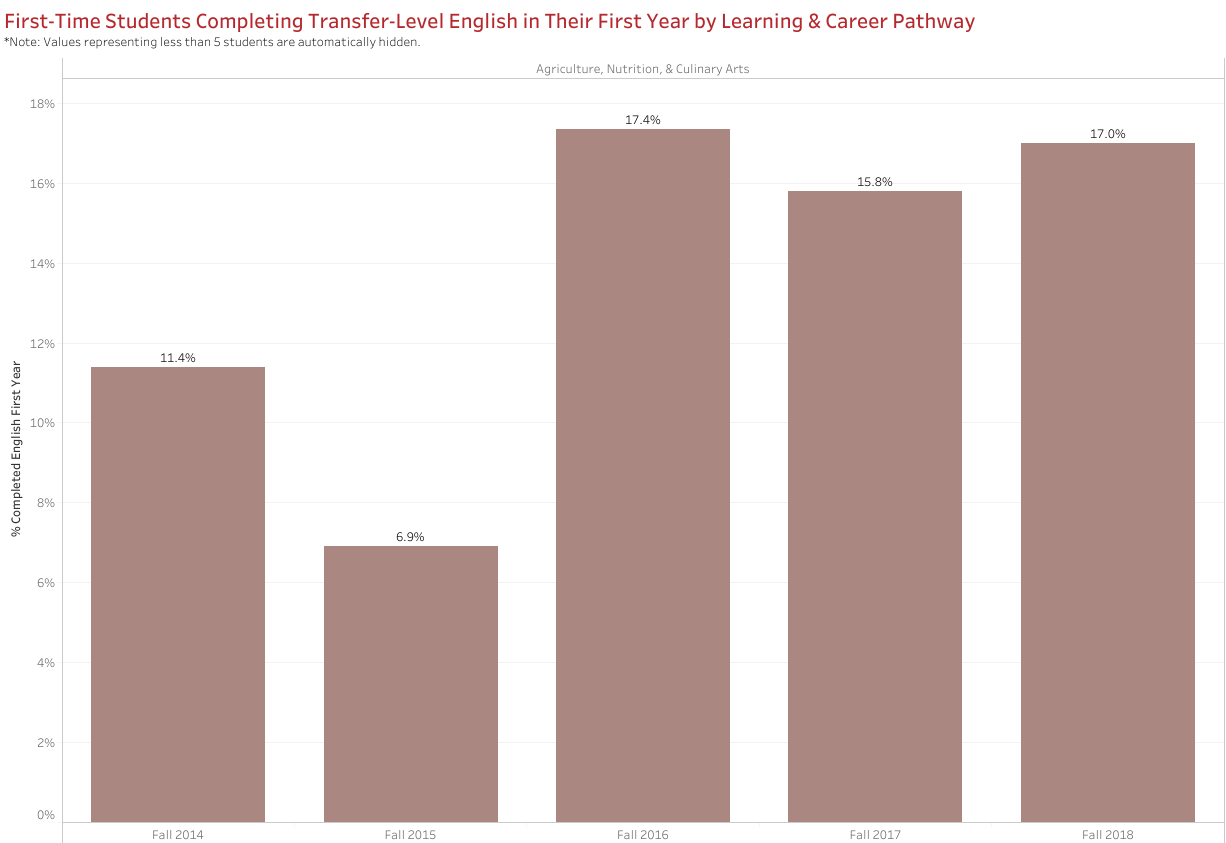 First-Time Students Completing Transfer-Level English in Their First Year by Learning & Career Pathway
*Note: Values representing less than 5 students are automatically hidden.
Agriculture, Nutrition, & Culinary Arts
% Completed English First Year
18%
16%
14%
12%
10%
8%
6%
4%
2%
0%
11.4%
6.9%
17.4%
15.8%
17.0%
Fall 2014
Fall 2015
Fall 2016
Fall 2017
Fall 2018